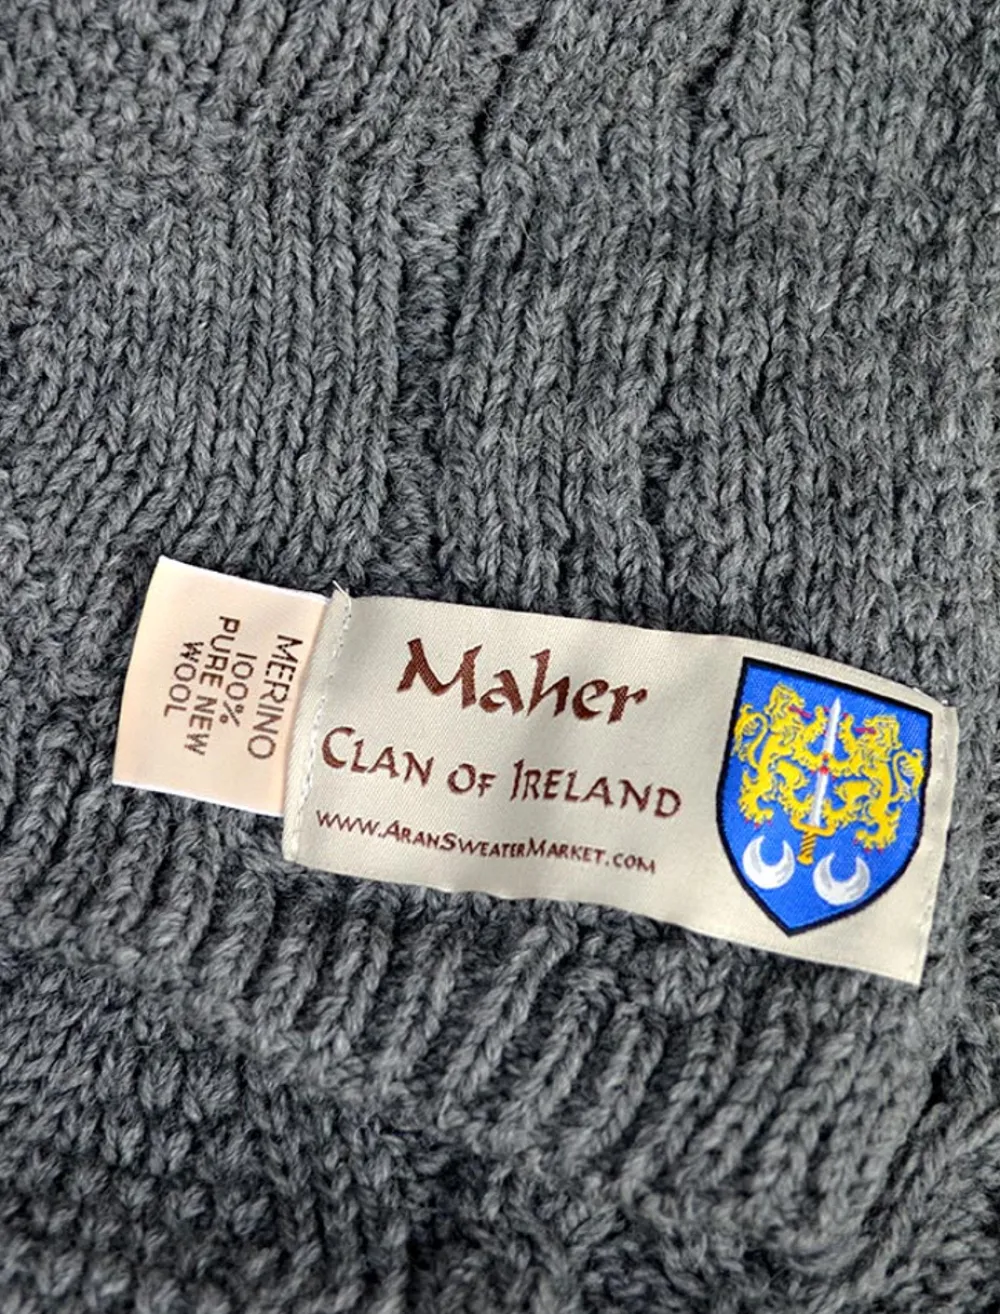 MERINO
100%
PURE NEW
WOOL
Maher
CLAN OF IRELAND
WWW.ARANSWEATERMARKET.COM